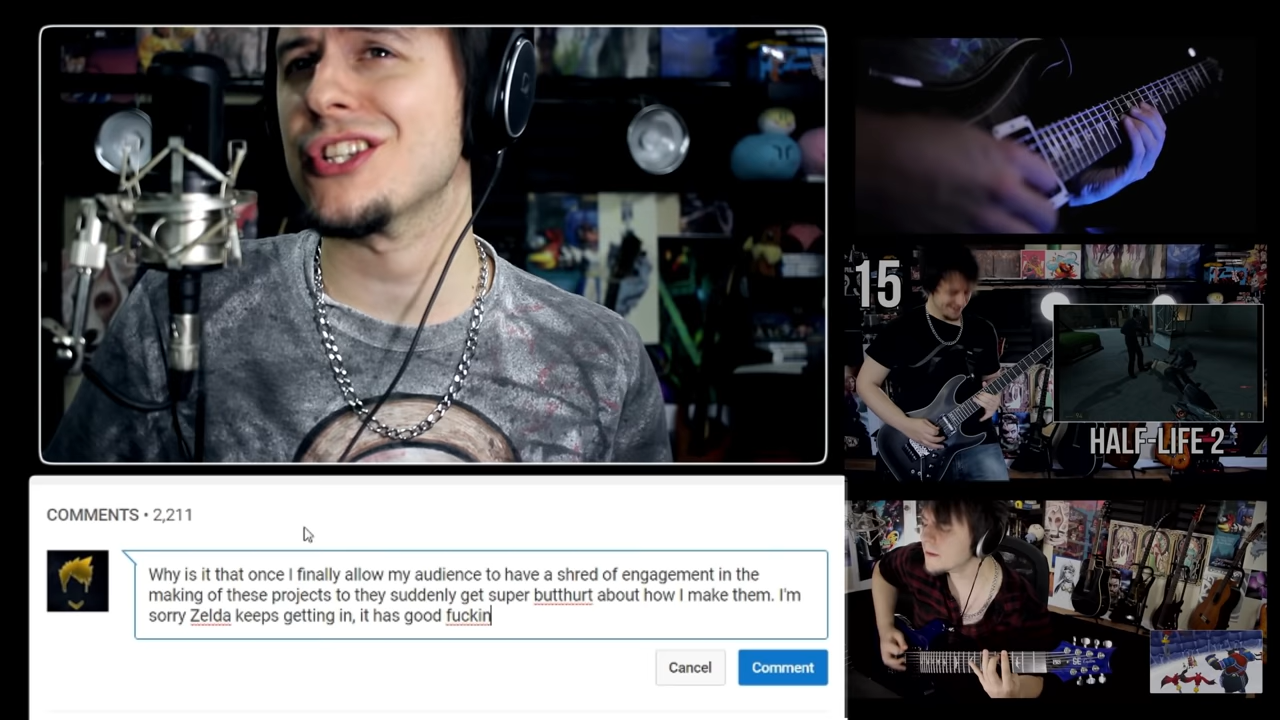 15
HALF-LIFE 2
COMMENTS • 2,211
Why is it that once I finally allow my audience to have a shred of engagement in the
making of these projects to they suddenly get super butthurt about how I make them. I'm
sorry Zelda keeps getting in, it has good fuckin
Cancel
Comment